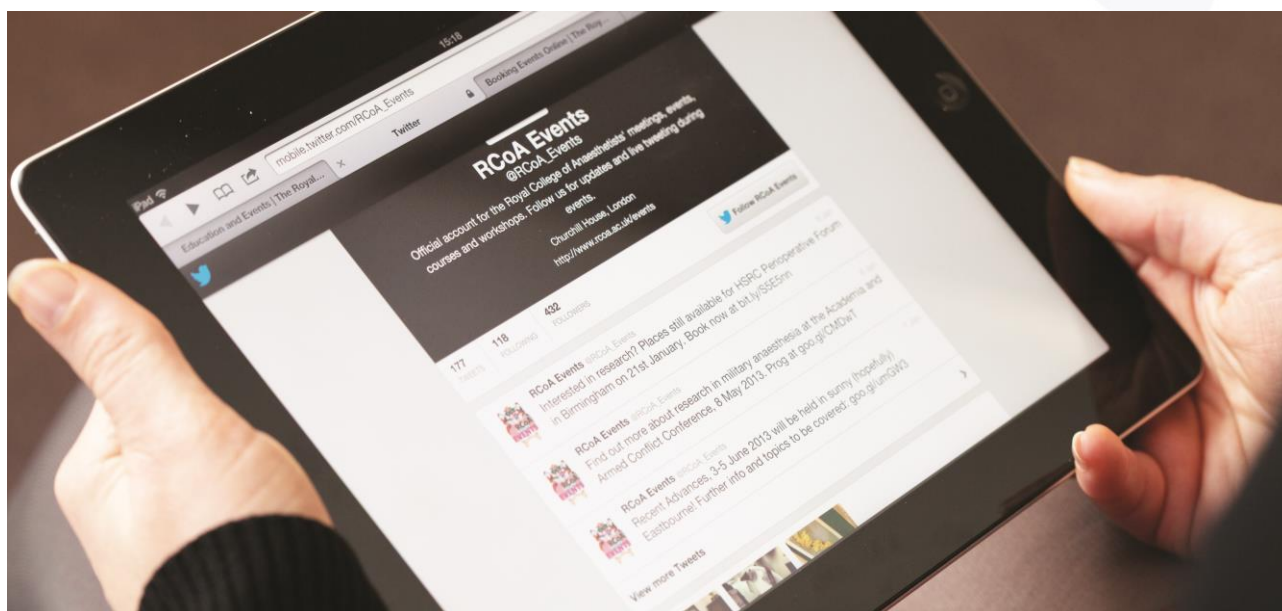 iPad
15:18
mobile.twitter.com/RCoA_Events
Education and Events | The Royal...
Twitter
Booking Events Online | The Roy...
RCoA Events
@RCoA_Events
Official account for the Royal College of Anaesthetists' meetings, events,
courses and workshops. Follow us for updates and live tweeting during
events.
Churchill House, London
http://www.rcoa.ac.uk/events
177
TWEETS
118
FOLLOWING
432
FOLLOWERS
Follow RCoA Events
RCoA Events @RCoA_Events
Interested in research? Places still available for HSRC Perioperative Forum
in Birmingham on 21st January. Book now at bit.ly/S5E5nn
RCoA Events @RCoA_Events
Find out more about research in military anaesthesia at the Academia and
Armed Conflict Conference, 8 May 2013. Prog at goo.gl/CMDwT
RCoA Events @RCoA_Events
Recent Advances, 3-5 June 2013 will be held in sunny (hopefully)
Eastbourne! Further info and topics to be covered: goo.gl/umGW3
View more Tweets